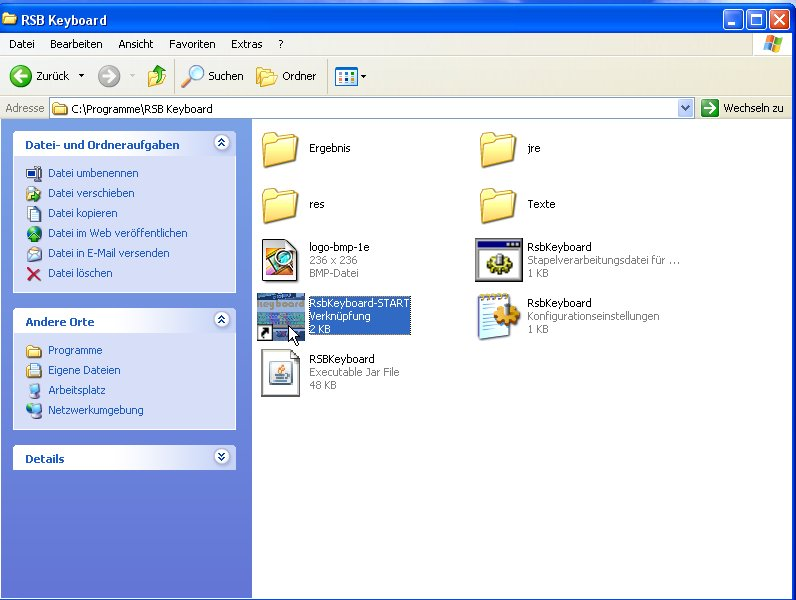 RSB Keyboard
Datei Bearbeiten Ansicht Favoriten Extras ?
Zurück Suchen Ordner
Adresse C:\Programme\RSB Keyboard Wechseln zu
Datei- und Ordneraufgaben
Datei umbenennen
Datei verschieben
Datei kopieren
Datei im Web veröffentlichen
Datei in E-Mail versenden
Datei löschen
Andere Orte
Programme
Eigene Dateien
Arbeitsplatz
Netzwerkumgebung
Details
Ergebnis
jre
res
Texte
logo-bmp-1e
236 x 236
BMP-Datei
RsbKeyboard
Stapelverarbeitungsdatei für ...
1 KB
keyboard
RsbKeyboard-START
Verknüpfung
2 KB
RsbKeyboard
Konfigurationseinstellungen
1 KB
RSBKeyboard
Executable Jar File
48 KB